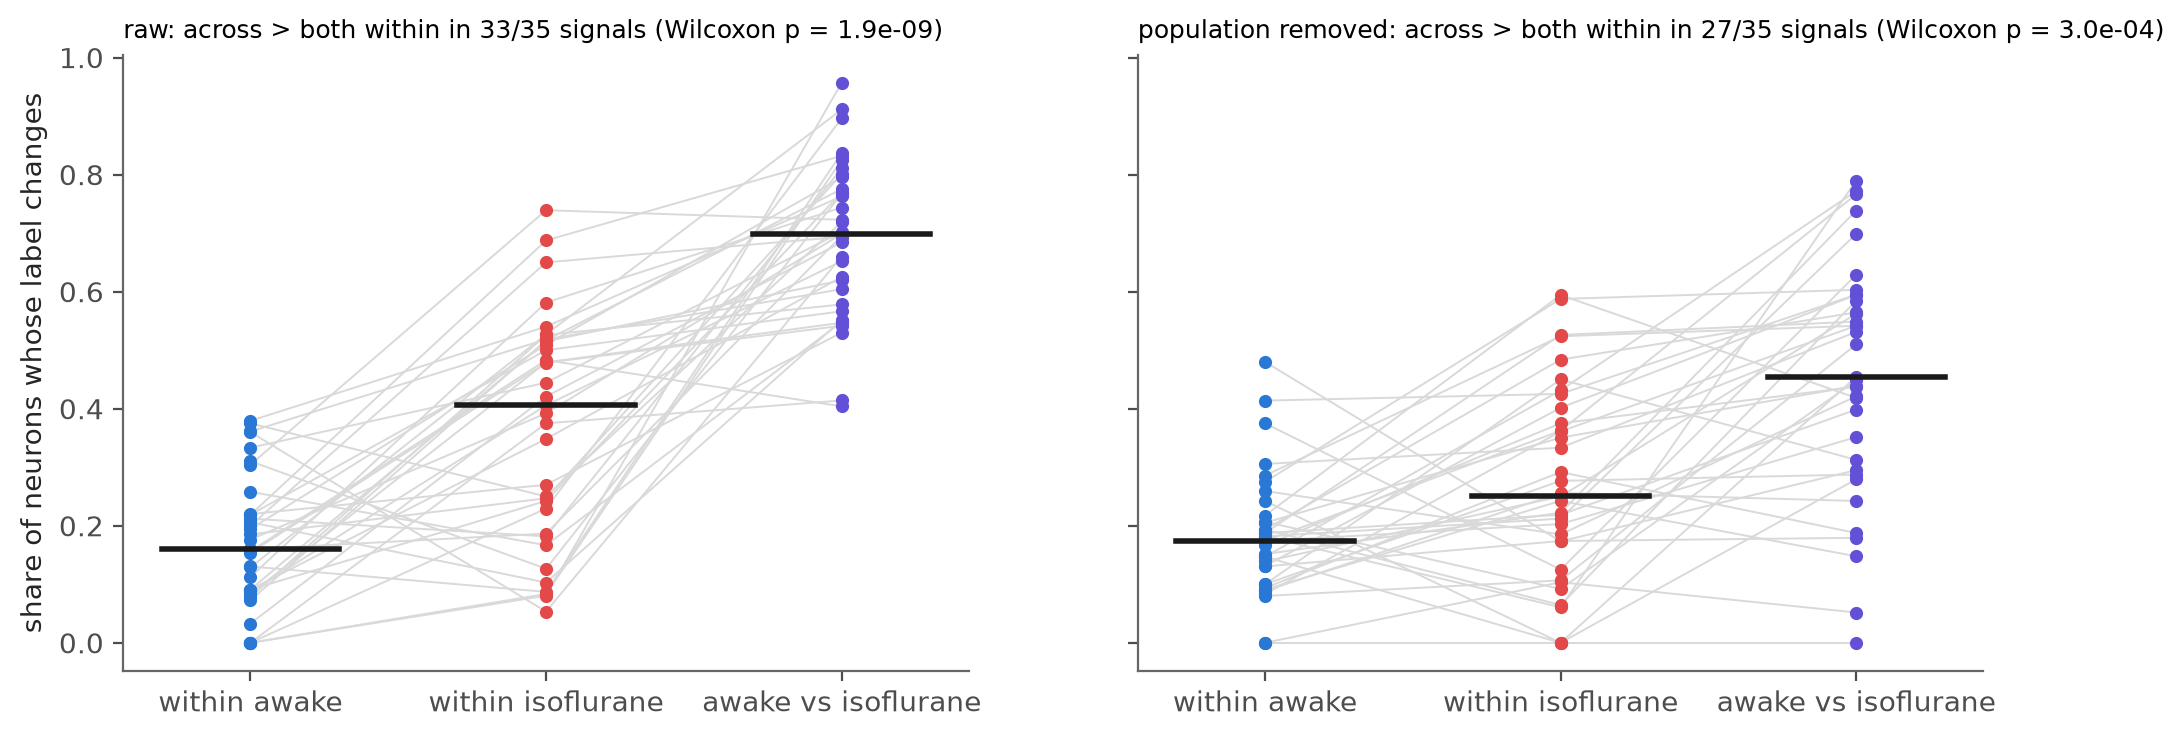 raw: across > both within in 33/35 signals (Wilcoxon p = 1.9e-09)
population removed: across > both within in 27/35 signals (Wilcoxon p = 3.0e-04)
share of neurons whose label changes
1.0
0.8
0.6
0.4
0.2
0.0
within awake
within isoflurane
awake vs isoflurane
within awake
within isoflurane
awake vs isoflurane